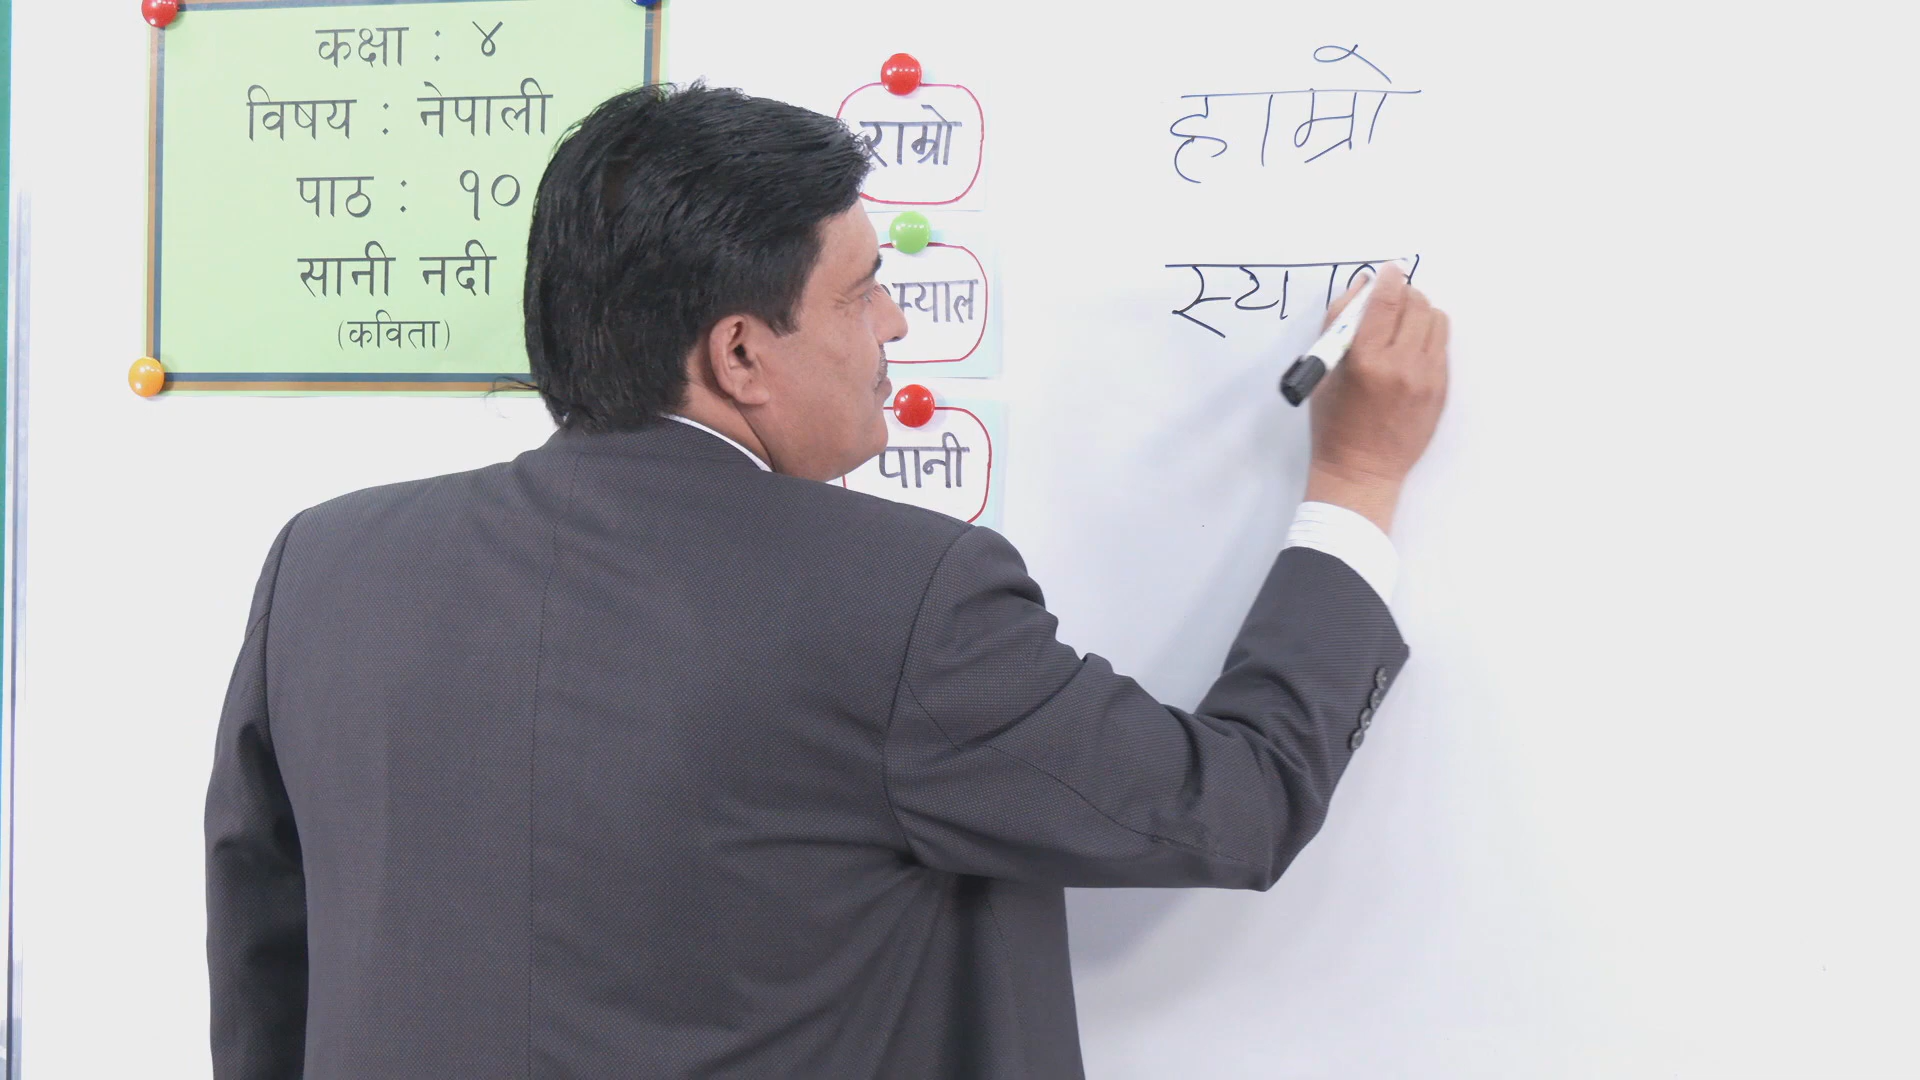 कक्षा : ४
विषय : नेपाली
पाठ : १०
सानी नदी
(कविता)
राम्रो
पानी
हाम्रो